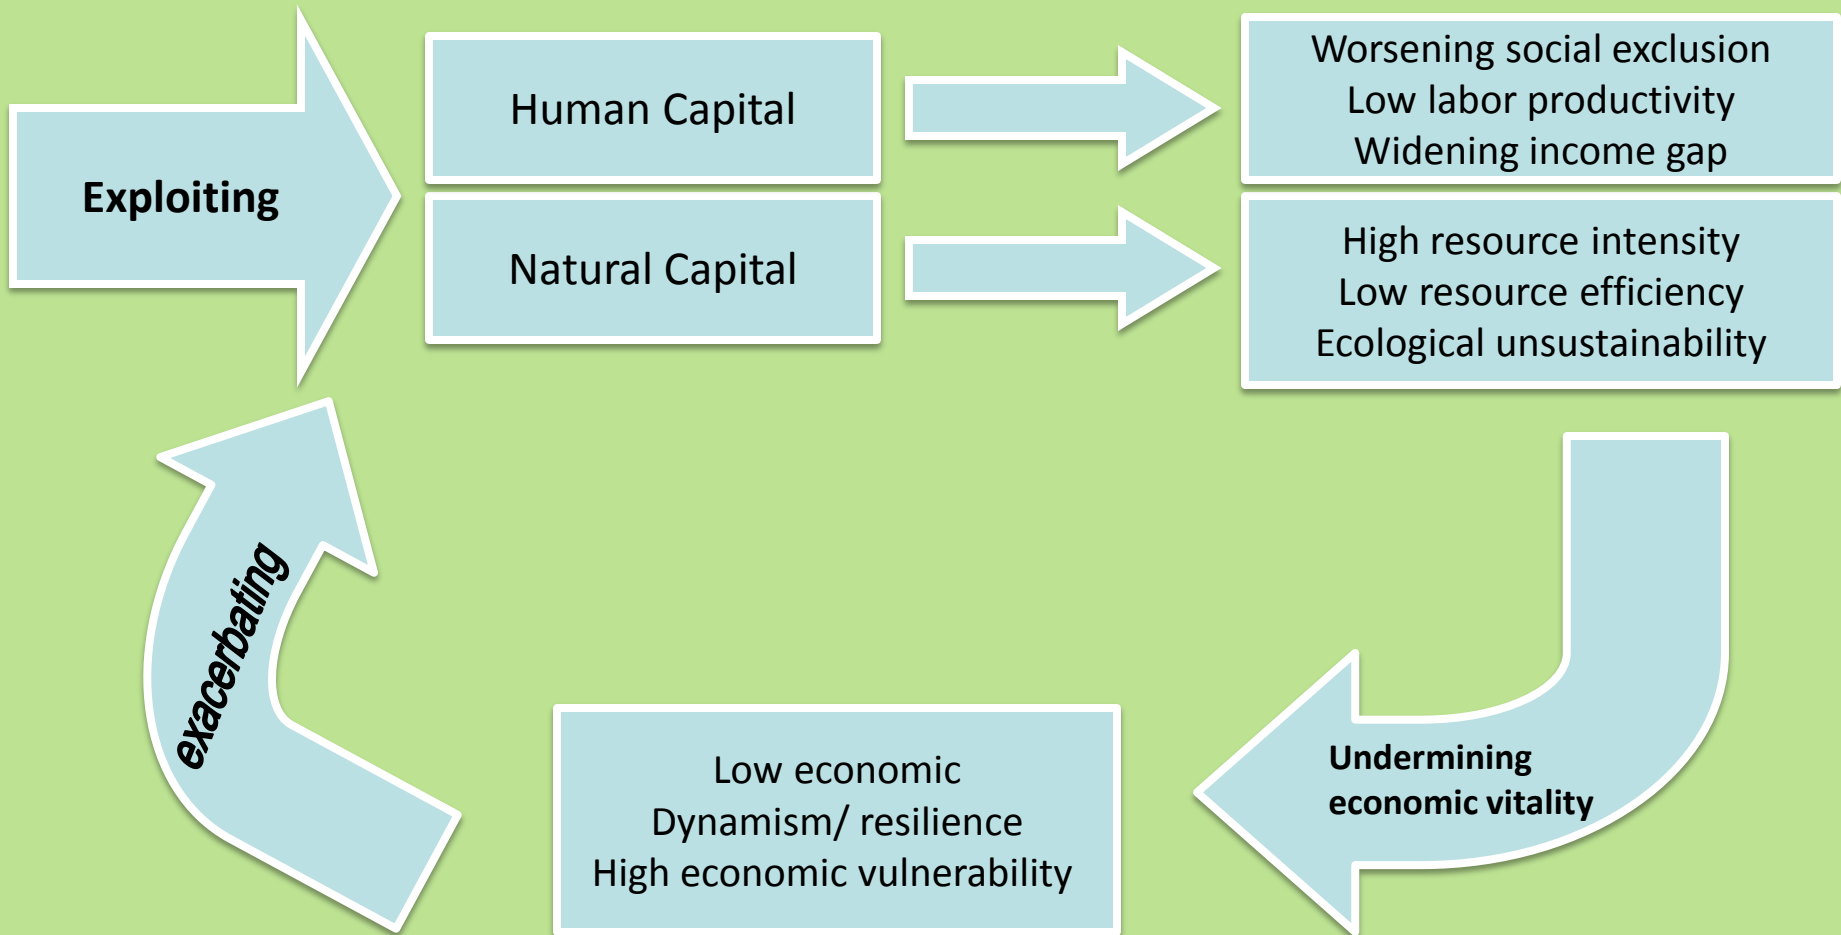 Exploiting
Human Capital
Worsening social exclusion
Low labor productivity
Widening income gap
Natural Capital
High resource intensity
Low resource efficiency
Ecological unsustainability
Undermining
economic vitality
Low economic
Dynamism/ resilience
High economic vulnerability
exacerbating